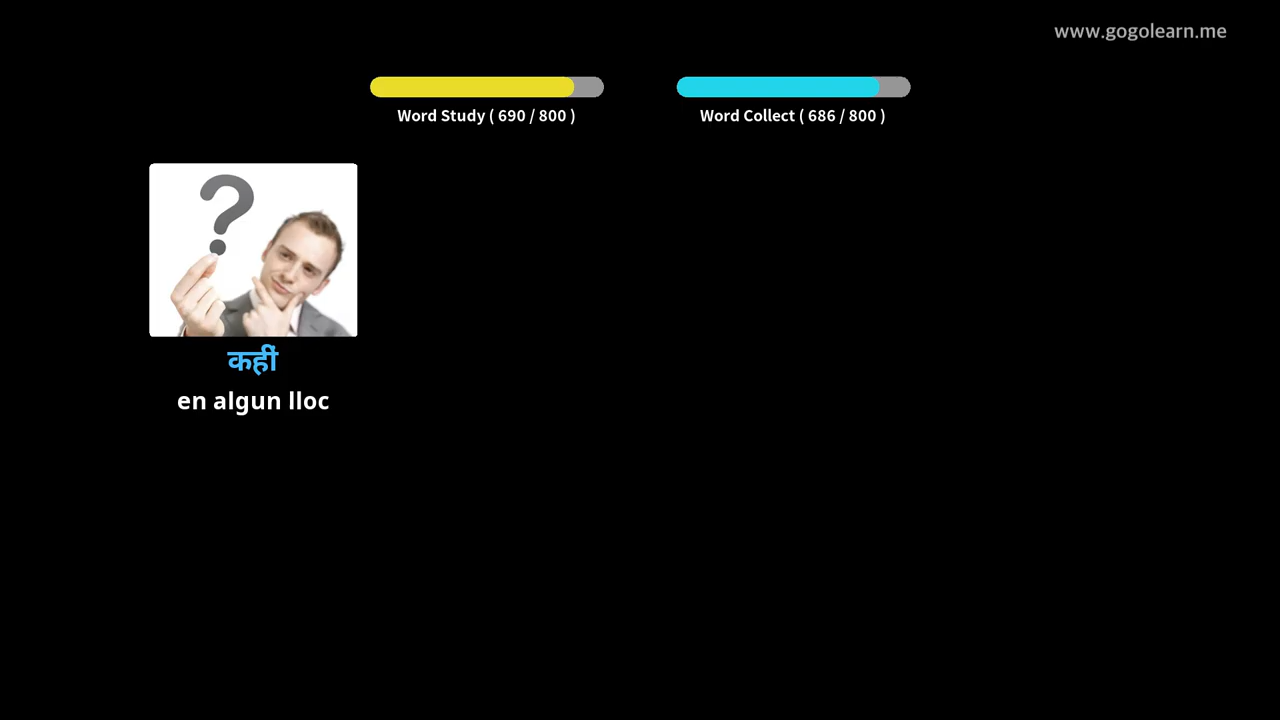 www.gogolearn.me
Word Study ( 690 / 800 )
Word Collect ( 686 / 800 )
कहीं
en algun lloc